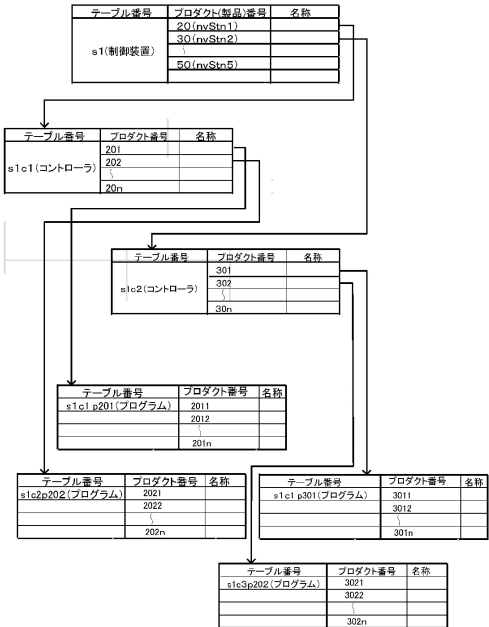 テーブル番号 プロダクト(製品)番号 名称
s1(制御装置)
20(nvStn1)
30(nvStn2)
〜
50(nvStn5)
テーブル番号 プロダクト番号 名称
s1c1(コントローラ)
201
202
〜
20n
テーブル番号 プロダクト番号 名称
s1c2(コントローラ)
301
302
〜
30n
テーブル番号 プロダクト番号 名称
s1c1p201(プログラム) 2011
2012
〜
201n
テーブル番号 プロダクト番号 名称
s1c2p202(プログラム) 2021
2022
〜
202n
テーブル番号 プロダクト番号 名称
s1c1p301(プログラム) 3011
3012
〜
301n
テーブル番号 プロダクト番号 名称
s1c3p202(プログラム) 3021
3022
〜
302n